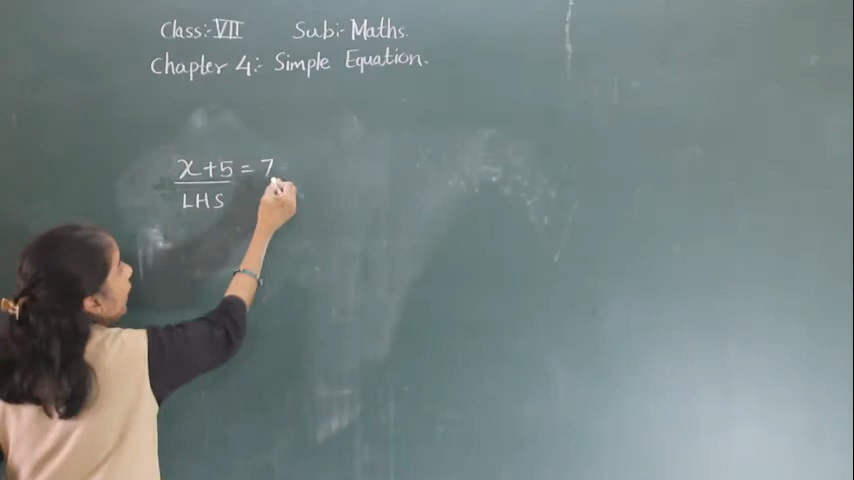 Class:- VII Sub:- Maths.
Chapter 4:- Simple Equation.
x + 5 = 7
LHS